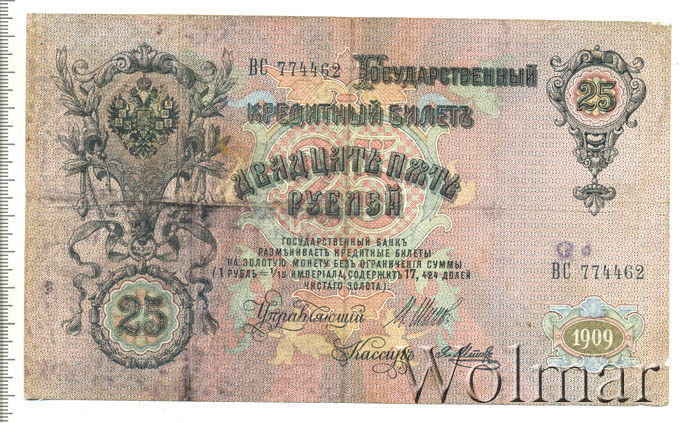 ВС 774462 Государственный
25
кредитный билетъ
двадцать пять
рублей
Государственный банкъ
размѣниваетъ кредитные билеты
на золотую монету безъ ограниченія суммы
(1 рубль = 1/15 империала, содержитъ 17,424 долей
чистаго золота).
ВС 774462
25
Управляющій
Кассиръ
1909
Wolmar